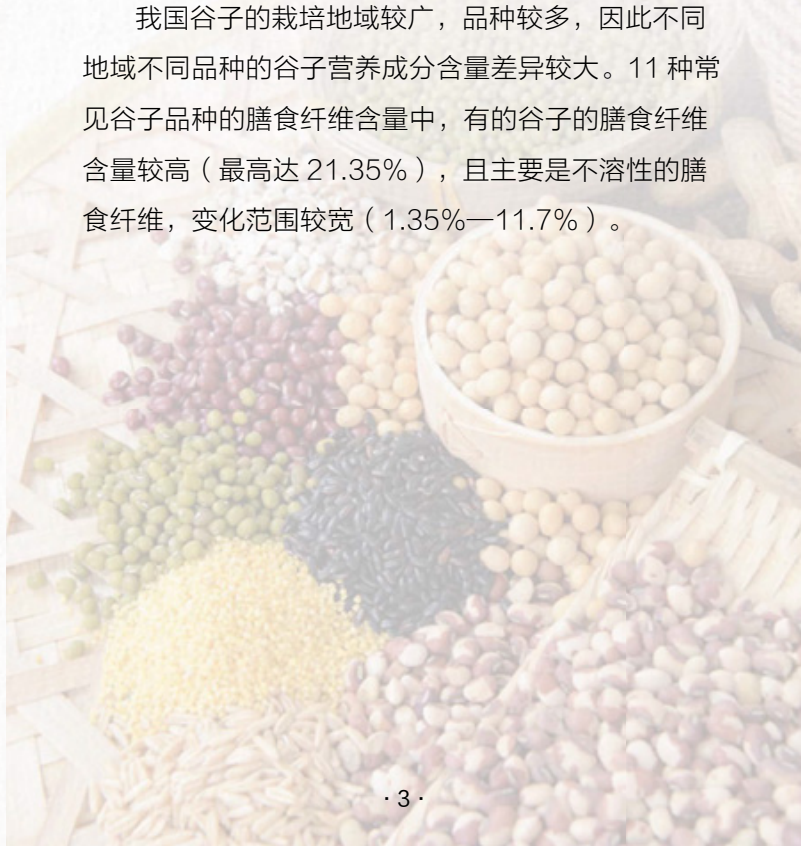 我国谷子的栽培地域较广，品种较多，因此不同
地域不同品种的谷子营养成分含量差异较大。11 种常
见谷子品种的膳食纤维含量中，有的谷子的膳食纤维
含量较高（最高达 21.35%），且主要是不溶性的膳
食纤维，变化范围较宽（1.35%—11.7%）。
· 3 ·